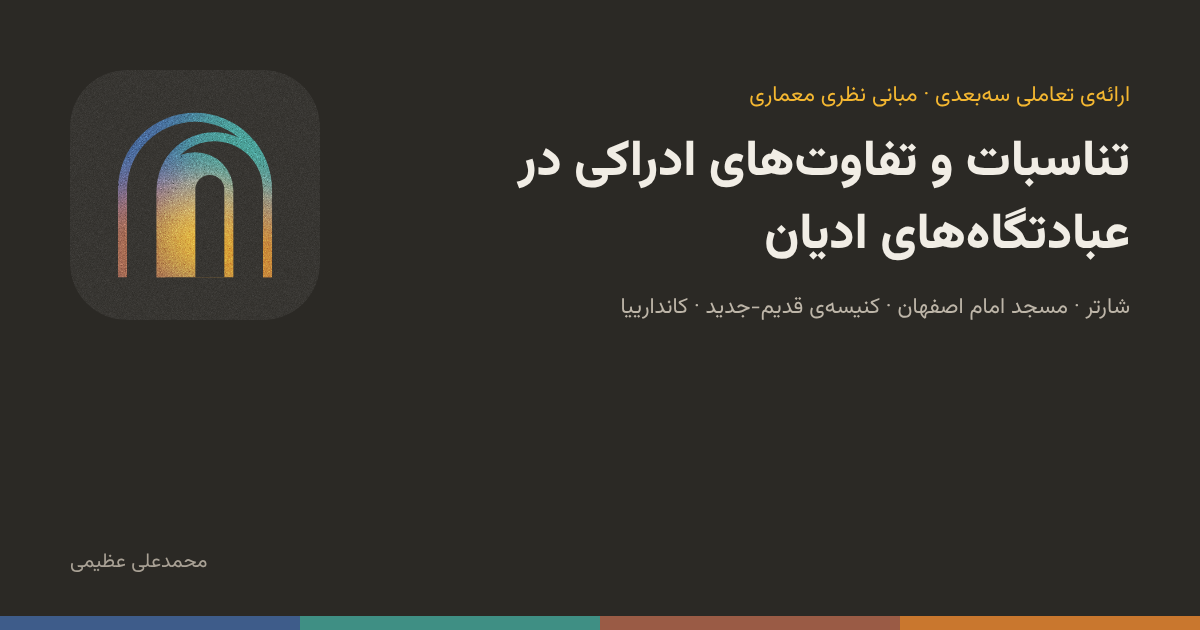 ارائه‌ی تعاملی سه‌بعدی · مبانی نظری معماری
تناسبات و تفاوت‌های ادراکی در
عبادتگاه‌های ادیان
شارتر · مسجد امام اصفهان · کنیسه‌ی قدیم-جدید · کاندارییا
محمدعلی عظیمی